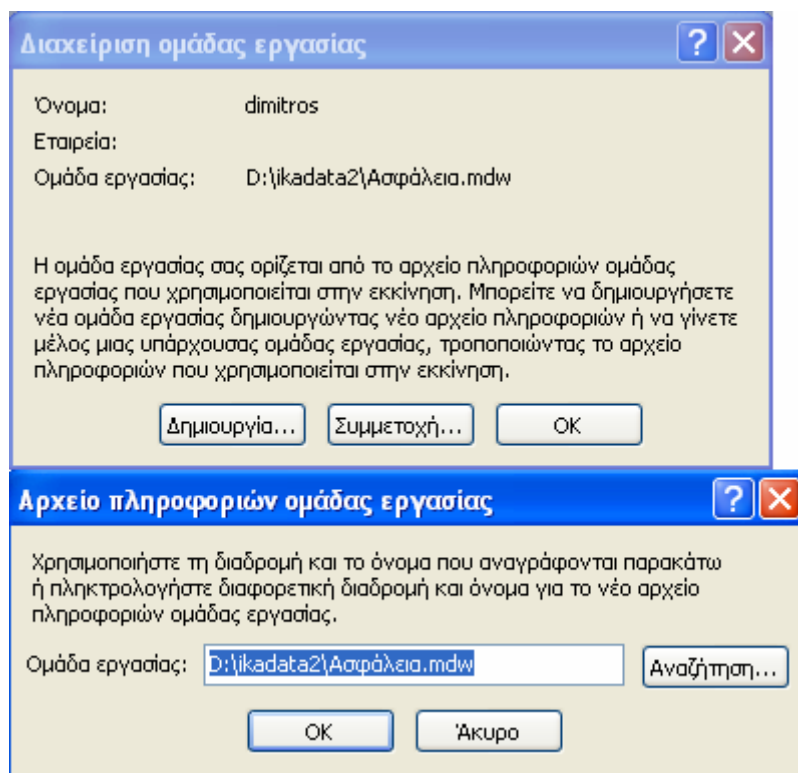 Διαχείριση ομάδας εργασίας
Όνομα: dimitros
Εταιρεία:
Ομάδα εργασίας: D:\ikadata2\Ασφάλεια.mdw
Η ομάδα εργασίας σας ορίζεται από το αρχείο πληροφοριών ομάδας
εργασίας που χρησιμοποιείται στην εκκίνηση. Μπορείτε να δημιουργήσετε
νέα ομάδα εργασίας δημιουργώντας νέο αρχείο πληροφοριών ή να γίνετε
μέλος μιας υπάρχουσας ομάδας εργασίας, τροποποιώντας το αρχείο
πληροφοριών που χρησιμοποιείται στην εκκίνηση.
Δημιουργία... Συμμετοχή... OK
Αρχείο πληροφοριών ομάδας εργασίας
Χρησιμοποιήστε τη διαδρομή και το όνομα που αναγράφονται παρακάτω
ή πληκτρολογήστε διαφορετική διαδρομή και όνομα για το νέο αρχείο
πληροφοριών ομάδας εργασίας.
Ομάδα εργασίας: D:\ikadata2\Ασφάλεια.mdw Αναζήτηση...
OK Άκυρο